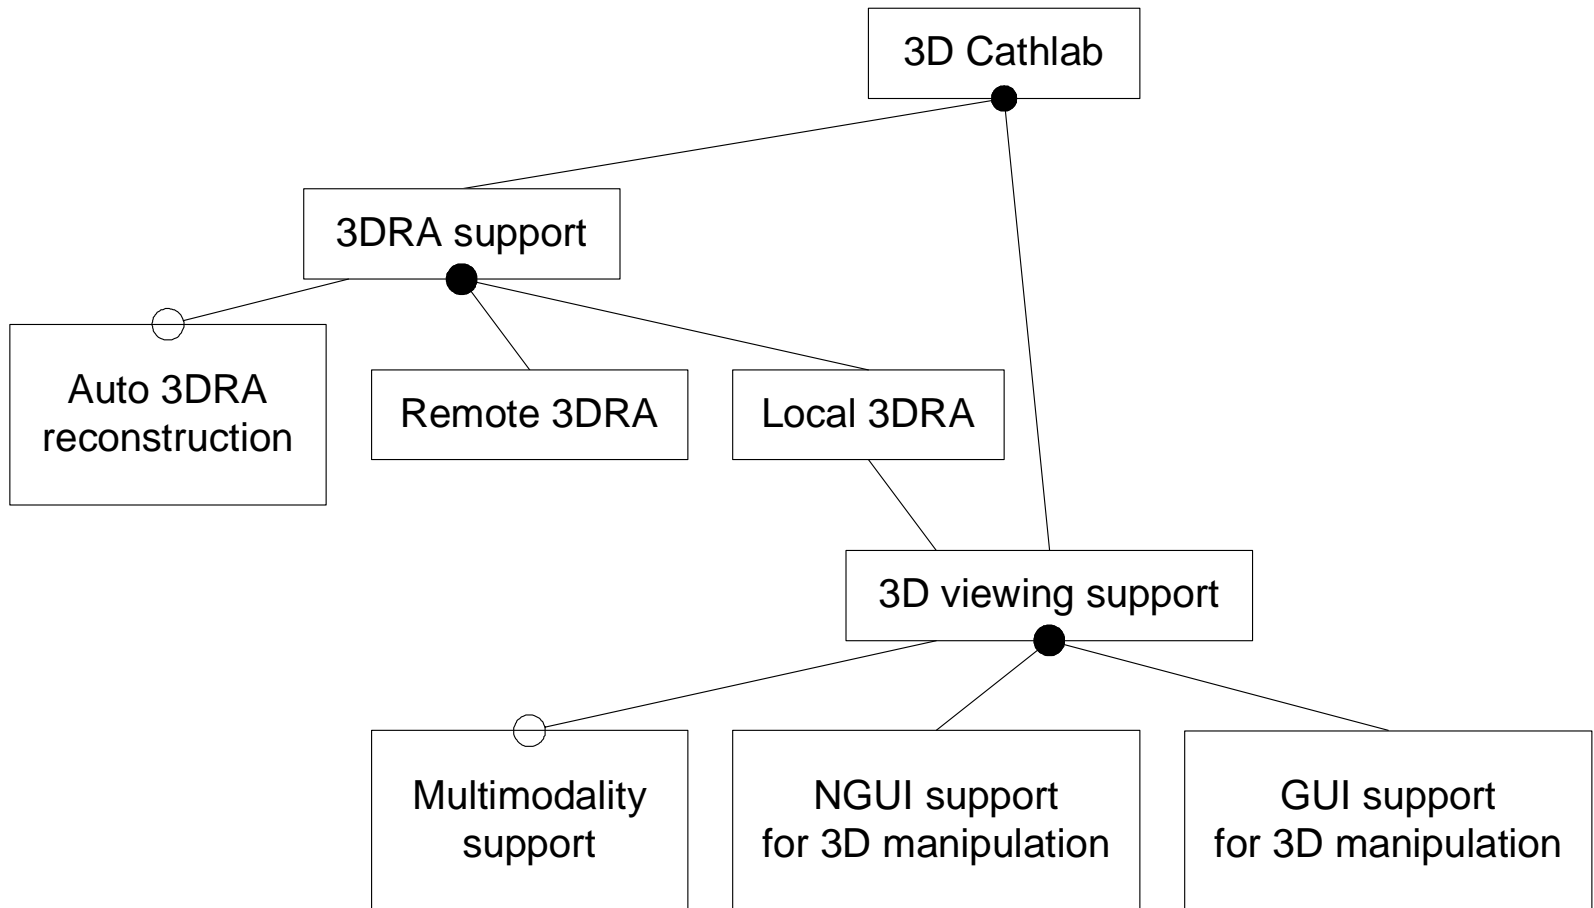 3D Cathlab
3DRA support
Auto 3DRA
reconstruction
Remote 3DRA
Local 3DRA
3D viewing support
Multimodality
support
NGUI support
for 3D manipulation
GUI support
for 3D manipulation